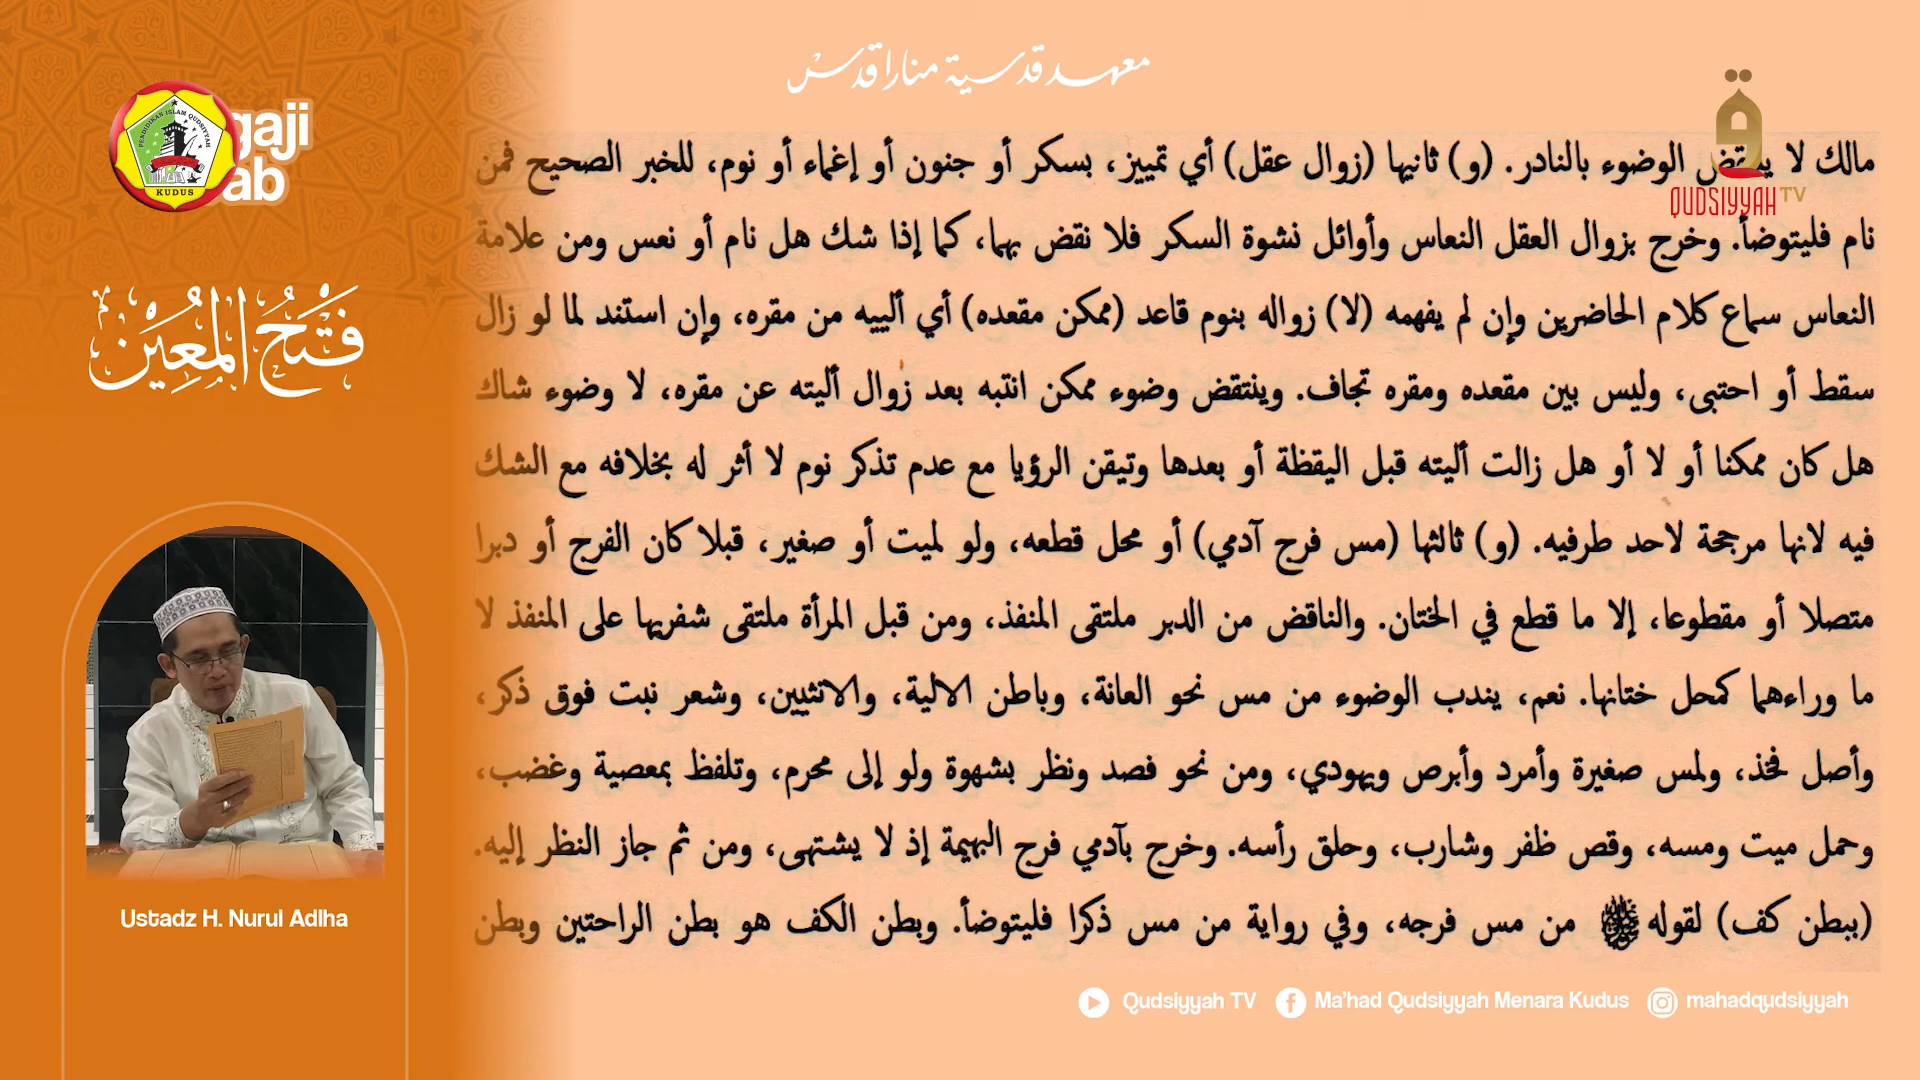 معهد قدسية منارا قدس
PENDIDIKAN ISLAM QUDSIYYAH
KUDUS
gaji
ab
QUDSIYYAH TV
فَتْحُ المُعِيْن
مالك لا ينقض الوضوء بالنادر. (و) ثانيها (زوال عقل) أي تمييز، بسكر أو جنون أو إغماء أو نوم، للخبر الصحيح فمن
نام فليتوضأ. وخرج بزوال العقل النعاس وأوائل نشوة السكر فلا نقض بهما، كما إذا شك هل نام أو نعس ومن علامة
النعاس سماع كلام الحاضرين وإن لم يفهمه (لا) زواله بنوم قاعد (ممكن مقعده) أي ألييه من مقره، وإن استند لما لو زال
سقط أو احتبى، وليس بين مقعده ومقره تجاف. وينتقض وضوء ممكن انتبه بعد زوال أليته عن مقره، لا وضوء شاك
هل كان ممكنا أو لا أو هل زالت أليته قبل اليقظة أو بعدها وتيقن الرؤيا مع عدم تذكر نوم لا أثر له بخلافه مع الشك
فيه لانها مرجحة لاحد طرفيه. (و) ثالثها (مس فرج آدمي) أو محل قطعه، ولو لميت أو صغير، قبلا كان الفرج أو دبرا
متصلا أو مقطوعا، إلا ما قطع في الختان. والناقض من الدبر ملتقى المنفذ، ومن قبل المرأة ملتقى شفريها على المنفذ لا
ما وراءهما كمحل ختانها. نعم، يندب الوضوء من مس نحو العانة، وباطن الالية، والانثيين، وشعر نبت فوق ذكر،
وأصل فخذ، ولمس صغيرة وأمرد وأبرص ويهودي، ومن نحو فصد ونظر بشهوة ولو إلى محرم، وتلفظ بمعصية وغضب،
وحمل ميت ومسه، وقص ظفر وشارب، وحلق رأسه. وخرج بآدمي فرج البهيمة إذ لا يشتهى، ومن ثم جاز النظر إليه.
(ببطن كف) لقوله ﷺ من مس فرجه، وفي رواية من مس ذكرا فليتوضأ. وبطن الكف هو بطن الراحتين وبطن
Ustadz H. Nurul Adlha
Qudsiyyah TV
Ma'had Qudsiyyah Menara Kudus
mahadqudsiyyah